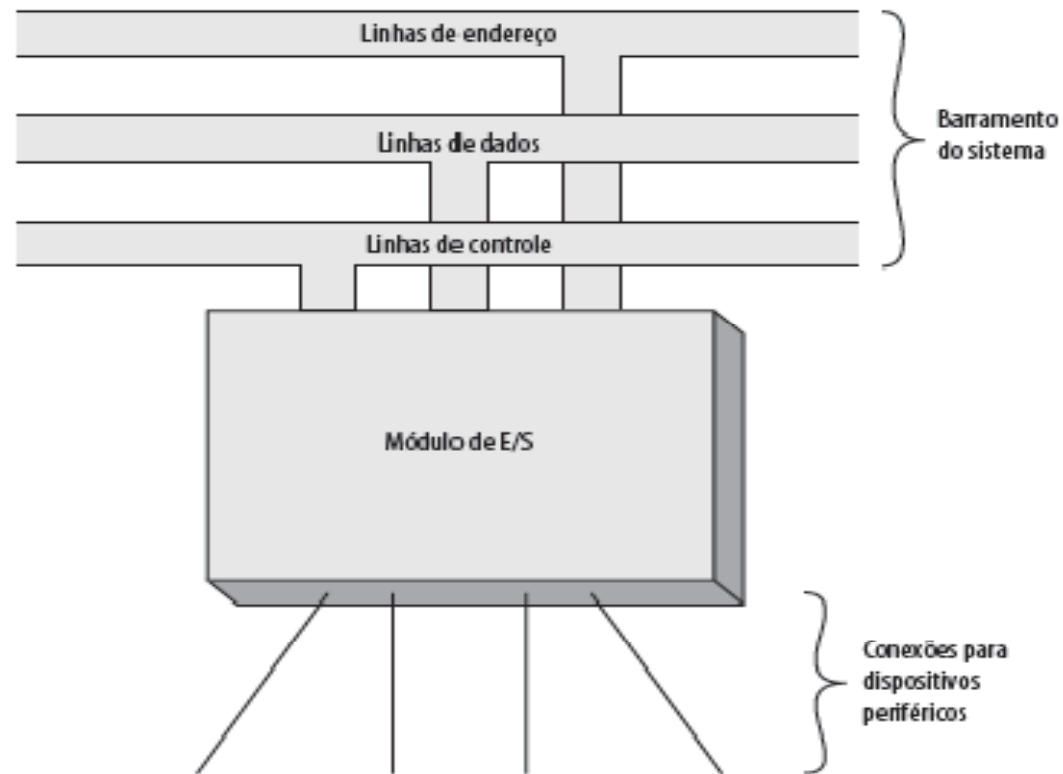 Linhas de endereço
Linhas de dados
Linhas de controle
Barramento
do sistema
Módulo de E/S
Conexões para
dispositivos
periféricos